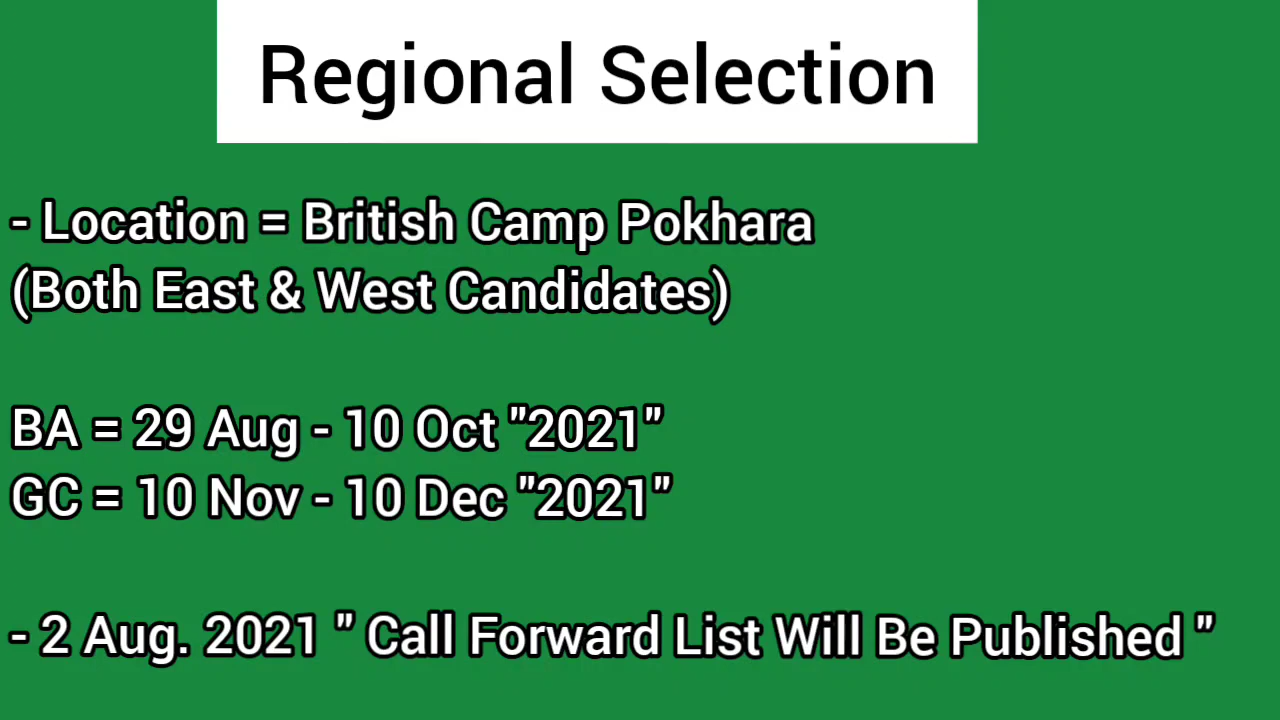 Regional Selection
- Location = British Camp Pokhara
(Both East & West Candidates)
BA = 29 Aug - 10 Oct "2021"
GC = 10 Nov - 10 Dec "2021"
- 2 Aug. 2021 " Call Forward List Will Be Published "